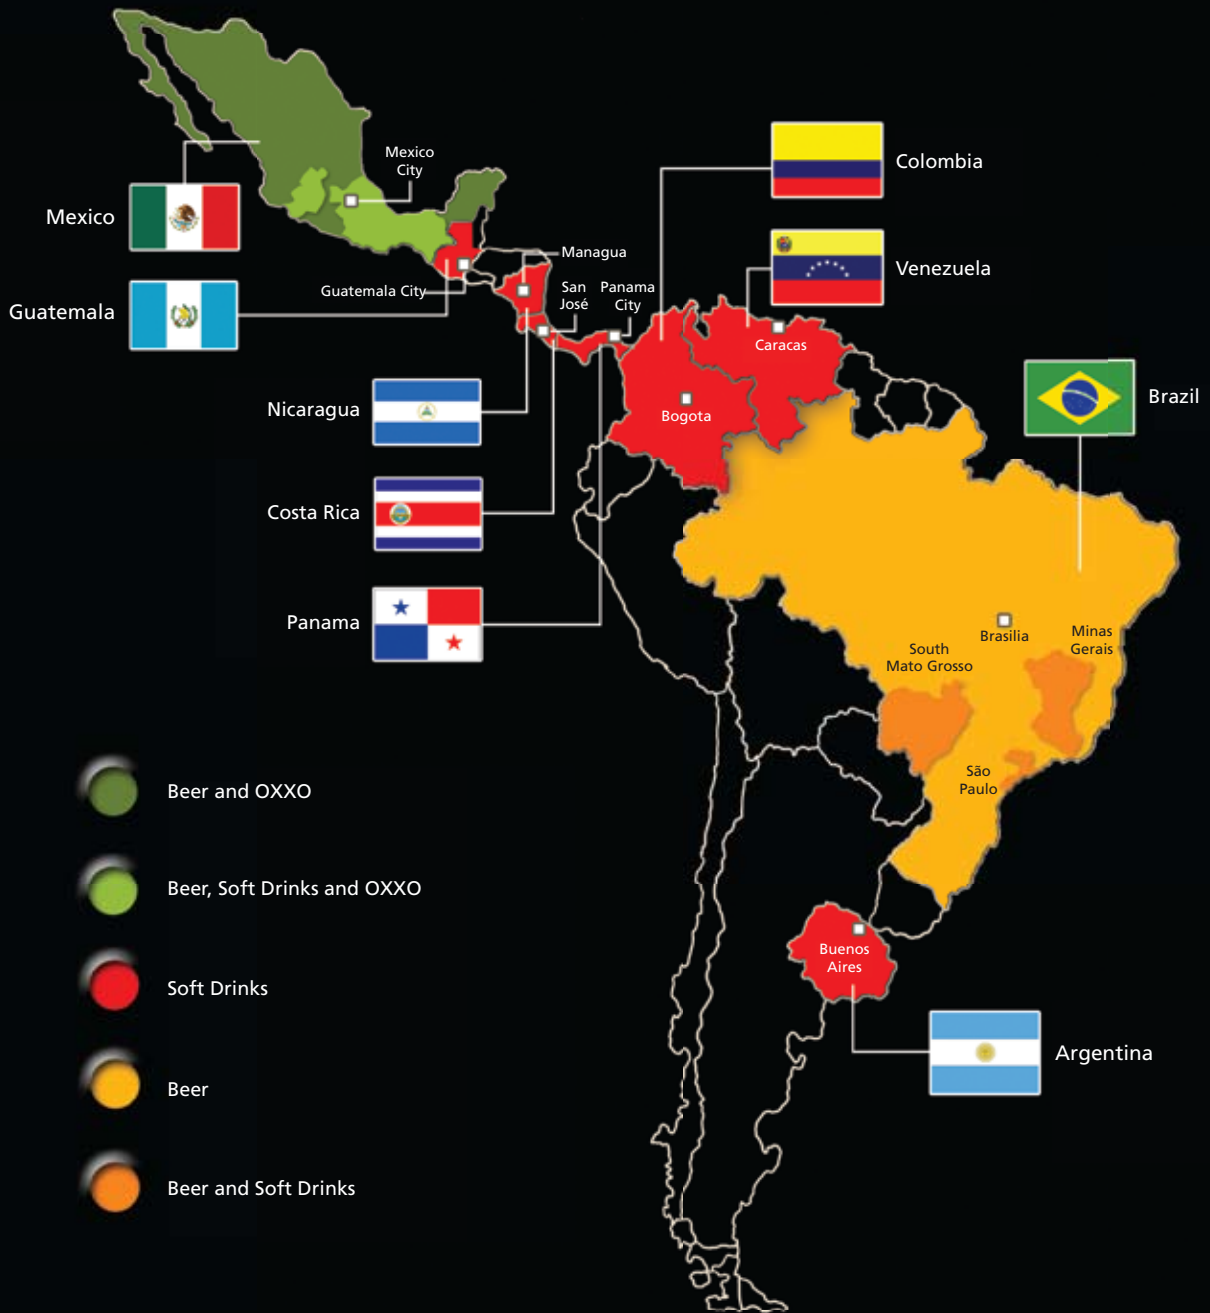 Mexico
City
Colombia
Mexico
Venezuela
Managua
Guatemala City
San
José
Panama
City
Guatemala
Caracas
Brazil
Nicaragua
Bogota
Costa Rica
Panama
Brasilia
Minas
Gerais
South
Mato Grosso
São
Paulo
Beer and OXXO
Beer, Soft Drinks and OXXO
Buenos
Aires
Soft Drinks
Argentina
Beer
Beer and Soft Drinks